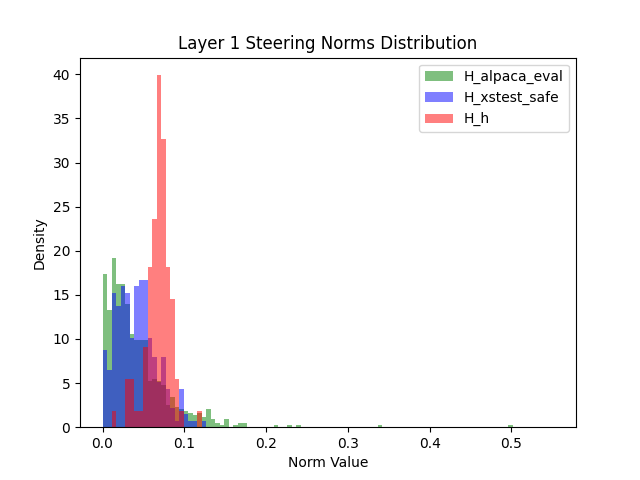 Layer 1 Steering Norms Distribution
H_alpaca_eval
H_xstest_safe
H_h
40
35
30
25
20
15
10
5
0
Density
0.0 0.1 0.2 0.3 0.4 0.5
Norm Value